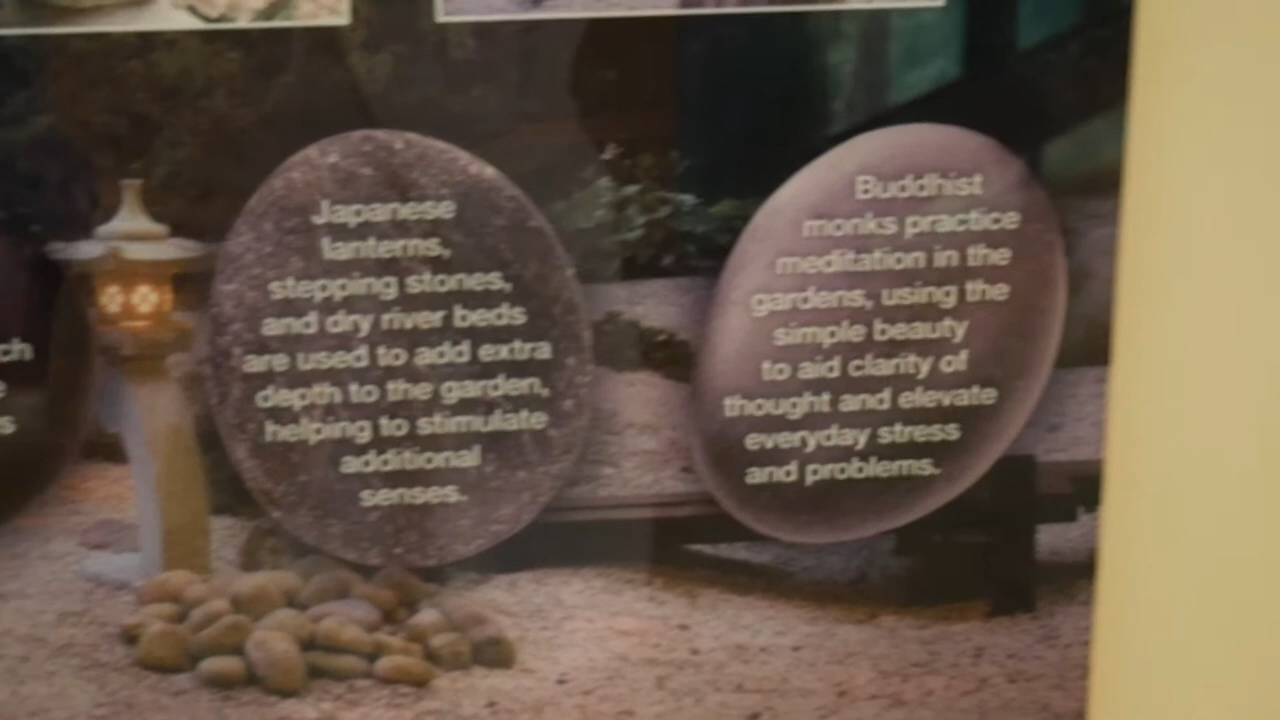 Japanese
lanterns,
stepping stones,
and dry river beds
are used to add extra
depth to the garden,
helping to stimulate
additional
senses.
Buddhist
monks practice
meditation in the
gardens, using the
simple beauty
to aid clarity of
thought and elevate
everyday stress
and problems.